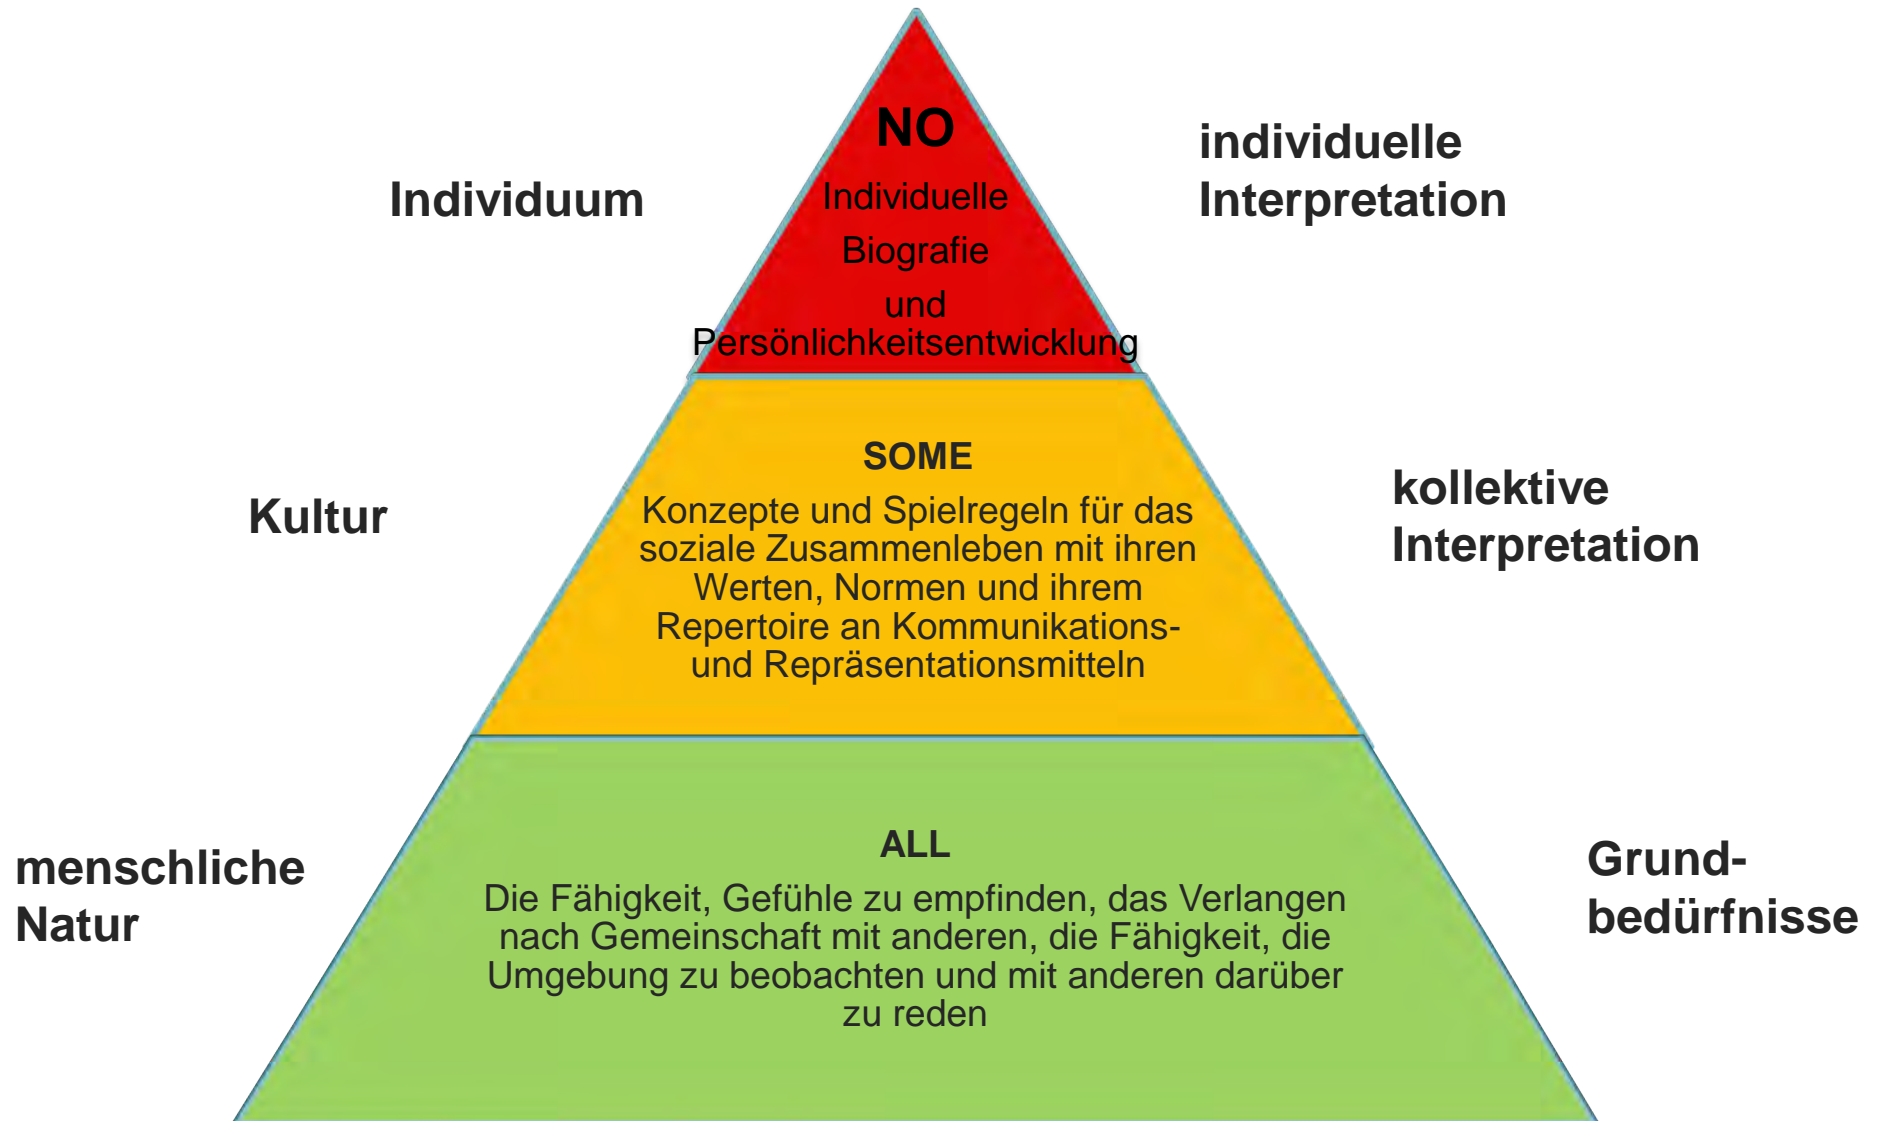 NO
Individuelle
Biografie
und
Persönlichkeitsentwicklung
Individuum
individuelle
Interpretation
SOME
Konzepte und Spielregeln für das
soziale Zusammenleben mit ihren
Werten, Normen und ihrem
Repertoire an Kommunikations-
und Repräsentationsmitteln
Kultur
kollektive
Interpretation
ALL
Die Fähigkeit, Gefühle zu empfinden, das Verlangen
nach Gemeinschaft mit anderen, die Fähigkeit, die
Umgebung zu beobachten und mit anderen darüber
zu reden
menschliche
Natur
Grund-
bedürfnisse